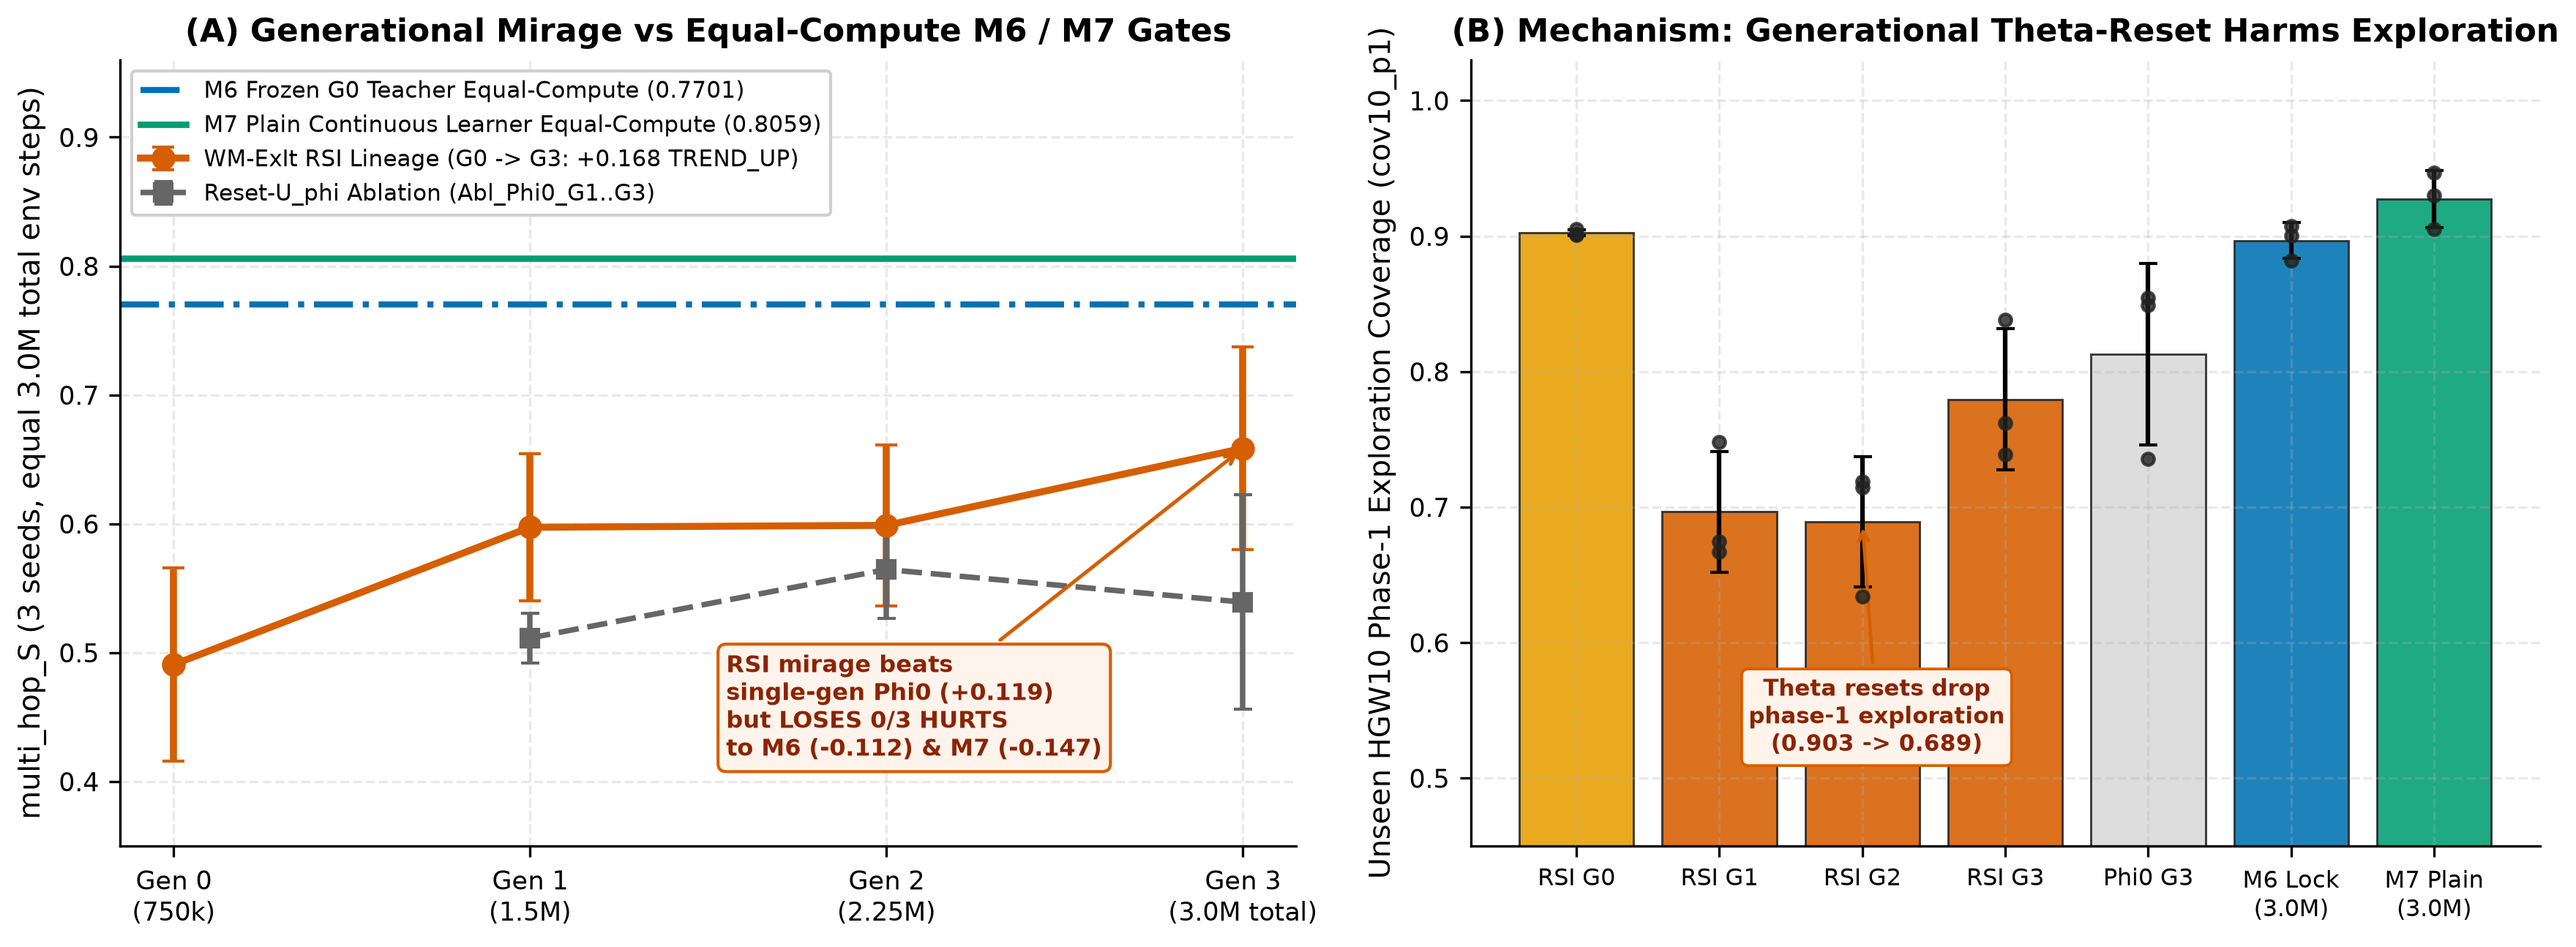 (A) Generational Mirage vs Equal-Compute M6 / M7 Gates
multi_hop_S (3 seeds, equal 3.0M total env steps)
0.9
0.8
0.7
0.6
0.5
0.4
M6 Frozen G0 Teacher Equal-Compute (0.7701)
M7 Plain Continuous Learner Equal-Compute (0.8059)
WM-ExIt RSI Lineage (G0 -> G3: +0.168 TREND_UP)
Reset-U_phi Ablation (Abl_Phi0_G1..G3)
RSI mirage beats
single-gen Phi0 (+0.119)
but LOSES 0/3 HURTS
to M6 (-0.112) & M7 (-0.147)
Gen 0
(750k)
Gen 1
(1.5M)
Gen 2
(2.25M)
Gen 3
(3.0M total)
(B) Mechanism: Generational Theta-Reset Harms Exploration
Unseen HGW10 Phase-1 Exploration Coverage (cov10_p1)
1.0
0.9
0.8
0.7
0.6
0.5
Theta resets drop
phase-1 exploration
(0.903 -> 0.689)
RSI G0
RSI G1
RSI G2
RSI G3
Phi0 G3
M6 Lock
(3.0M)
M7 Plain
(3.0M)